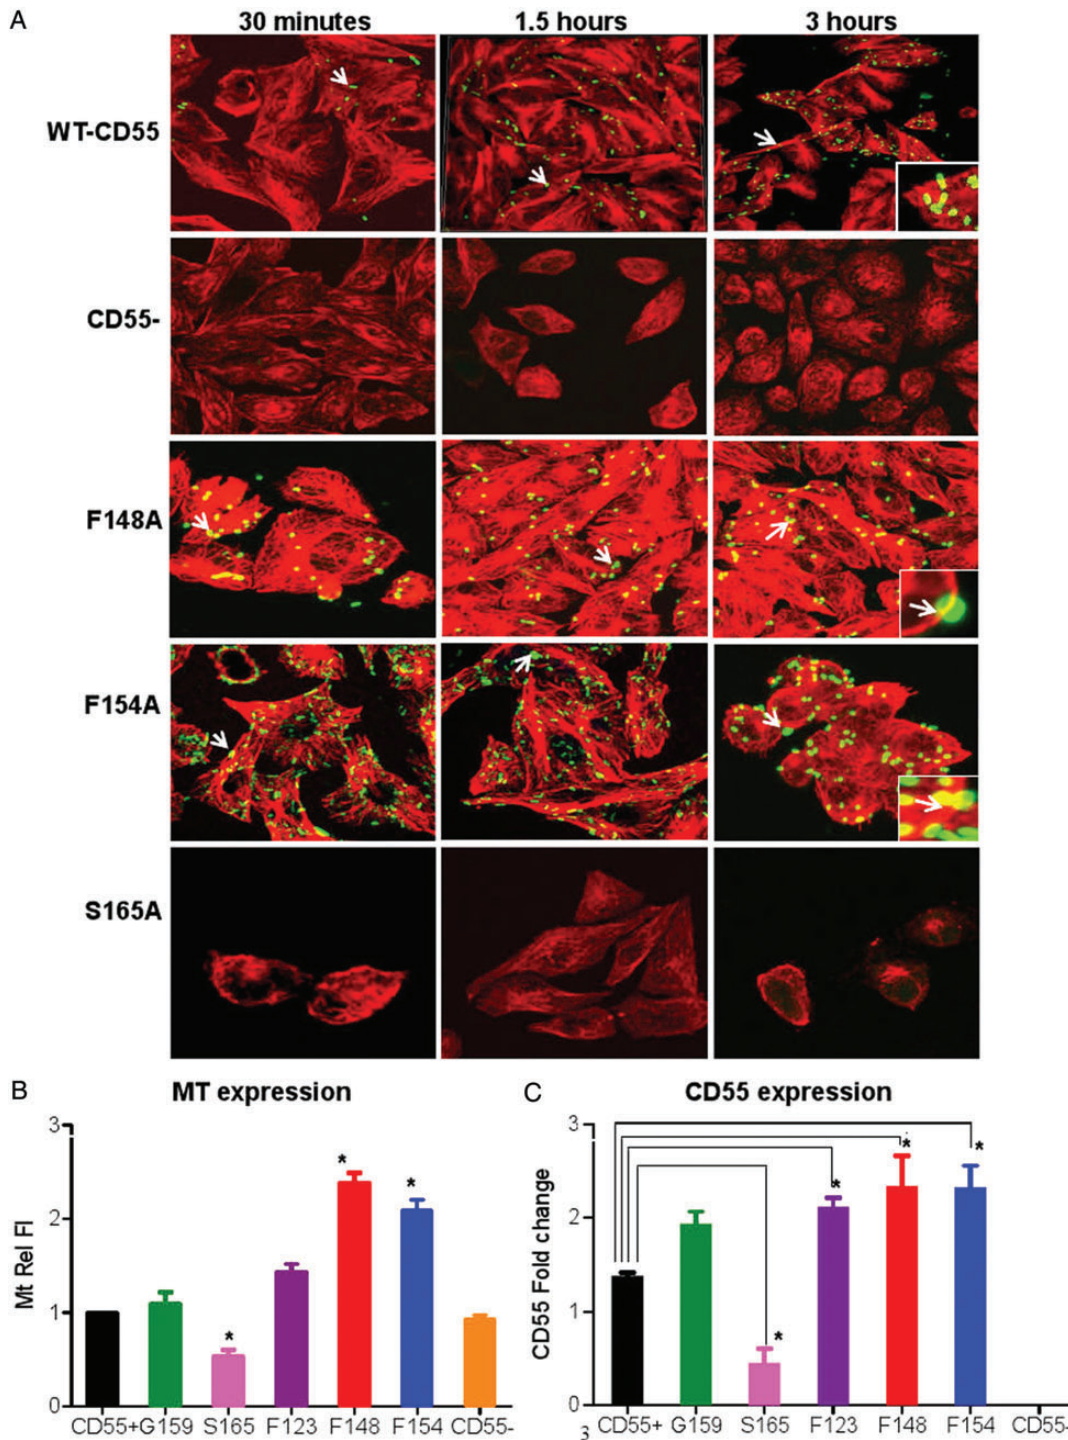 A
30 minutes 1.5 hours 3 hours
WT-CD55
CD55-
F148A
F154A
S165A
B MT expression
Mt Rel FI
3
2
1
0
* * *
CD55+ G159 S165 F123 F148 F154 CD55-
C CD55 expression
CD55 Fold change
3
2
1
0
* * * *
3
CD55+ G159 S165 F123 F148 F154 CD55-